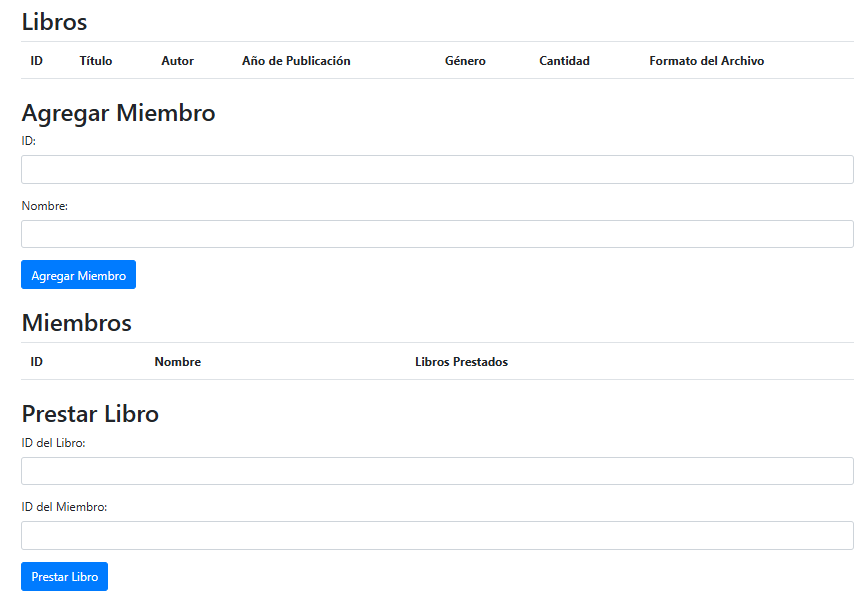 Libros
ID Título Autor Año de Publicación Género Cantidad Formato del Archivo
Agregar Miembro
ID:
Nombre:
Agregar Miembro
Miembros
ID Nombre Libros Prestados
Prestar Libro
ID del Libro:
ID del Miembro:
Prestar Libro